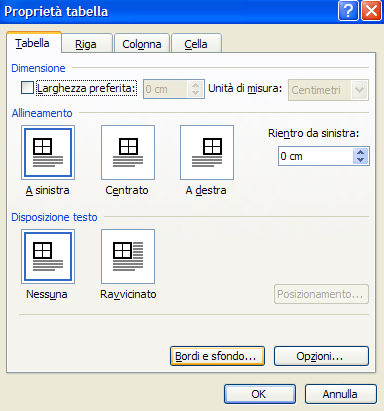 Proprietà tabella
Tabella Riga Colonna Cella
Dimensione
Larghezza preferita: 0 cm Unità di misura: Centimetri
Allineamento
Rientro da sinistra:
0 cm
A sinistra Centrato A destra
Disposizione testo
Nessuna Ravvicinato Posizionamento...
Bordi e sfondo... Opzioni...
OK Annulla